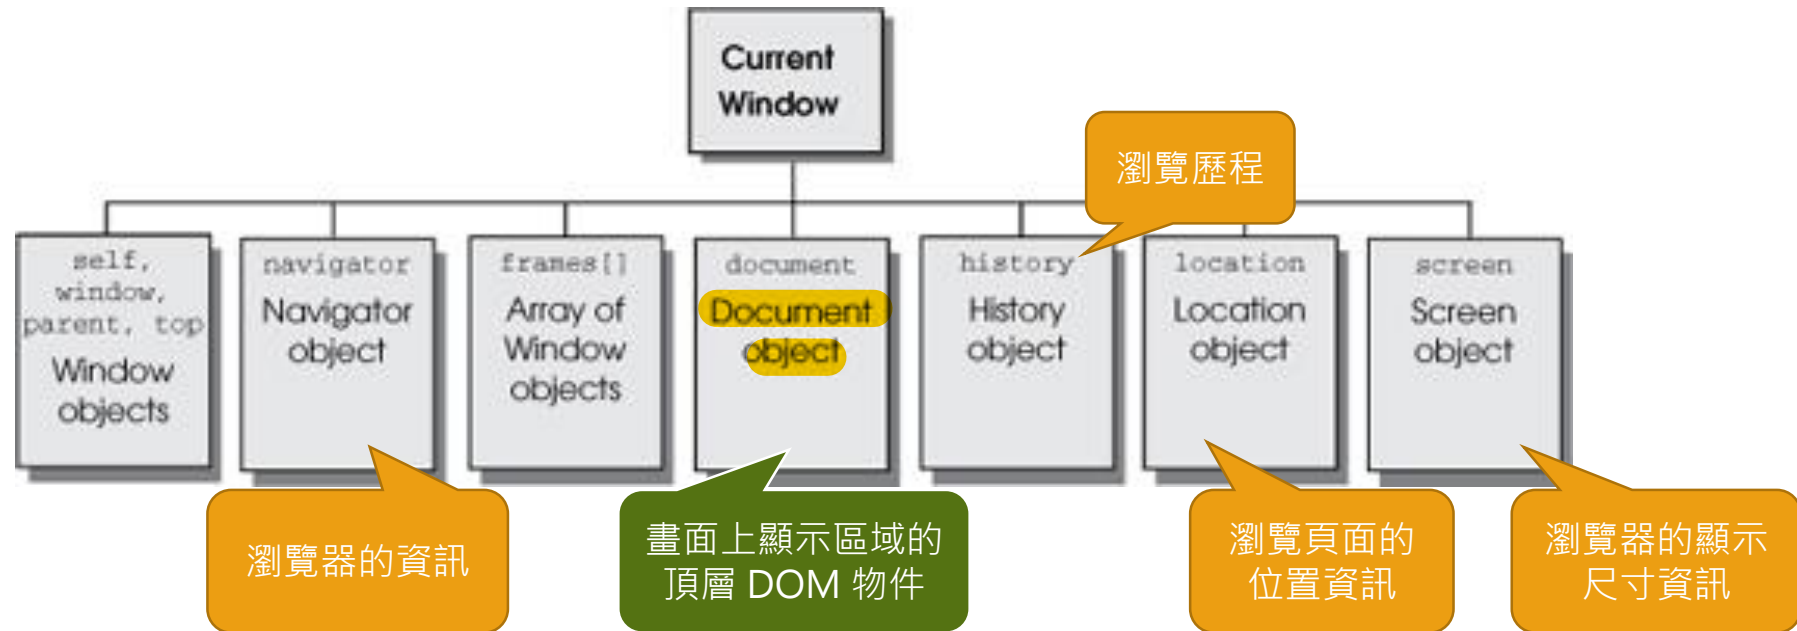 Current
Window
瀏覽歷程
self,
window,
parent, top
Window
objects
navigator
Navigator
object
frames[]
Array of
Window
objects
document
Document
object
history
History
object
location
Location
object
screen
Screen
object
瀏覽器的資訊
畫面上顯示區域的
頂層 DOM 物件
瀏覽頁面的
位置資訊
瀏覽器的顯示
尺寸資訊